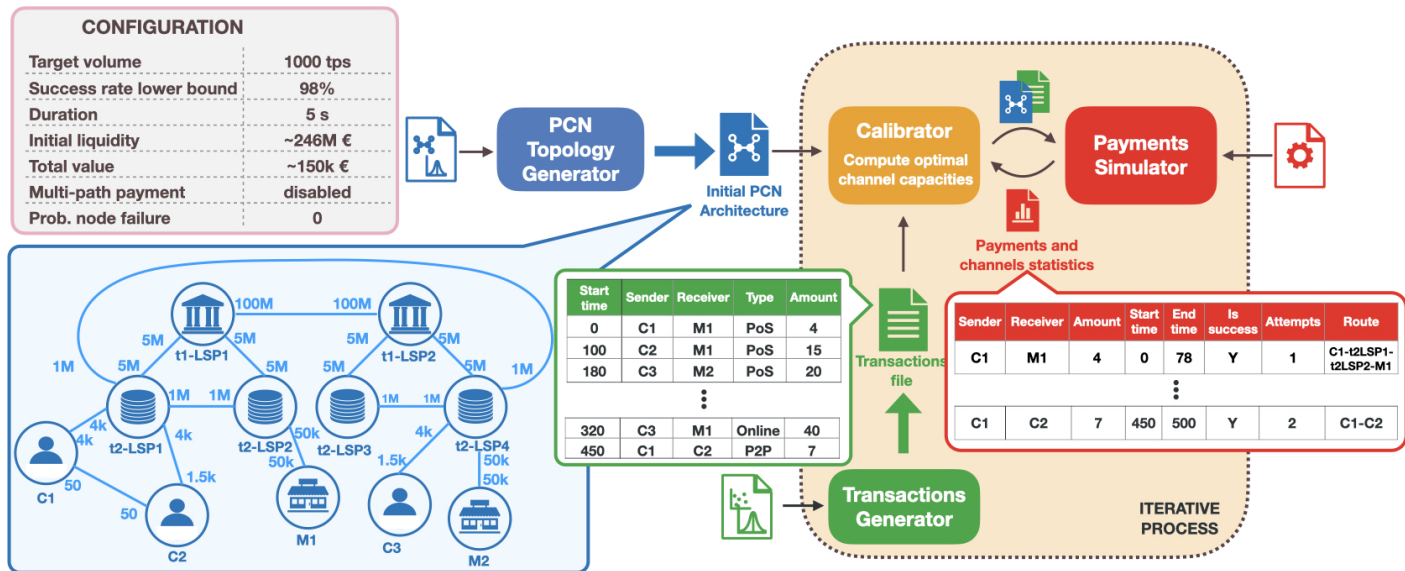 CONFIGURATION
Target volume 1000 tps
Success rate lower bound 98%
Duration 5 s
Initial liquidity ~246M €
Total value ~150k €
Multi-path payment disabled
Prob. node failure 0
PCN
Topology
Generator
Initial PCN
Architecture
Calibrator
Compute optimal
channel capacities
Payments
Simulator
Payments and
channels statistics
100M 100M
t1-LSP1 t1-LSP2
5M 5M 5M 5M
1M 5M 5M 5M 5M 1M
1M 1M 1M 1M
t2-LSP1 t2-LSP2 t2-LSP3 t2-LSP4
4k
4k
4k
50k
50k
4k
50k
50k
1.5k
1.5k
50
50
C1
C2
M1
C3
M2
Start time Sender Receiver Type Amount
0 C1 M1 PoS 4
100 C2 M1 PoS 15
180 C3 M2 PoS 20
320 C3 M1 Online 40
450 C1 C2 P2P 7
Transactions
file
Transactions
Generator
Sender Receiver Amount Start time End time Is success Attempts Route
C1 M1 4 0 78 Y 1 C1-t2LSP1-
t2LSP2-M1
C1 C2 7 450 500 Y 2 C1-C2
ITERATIVE
PROCESS